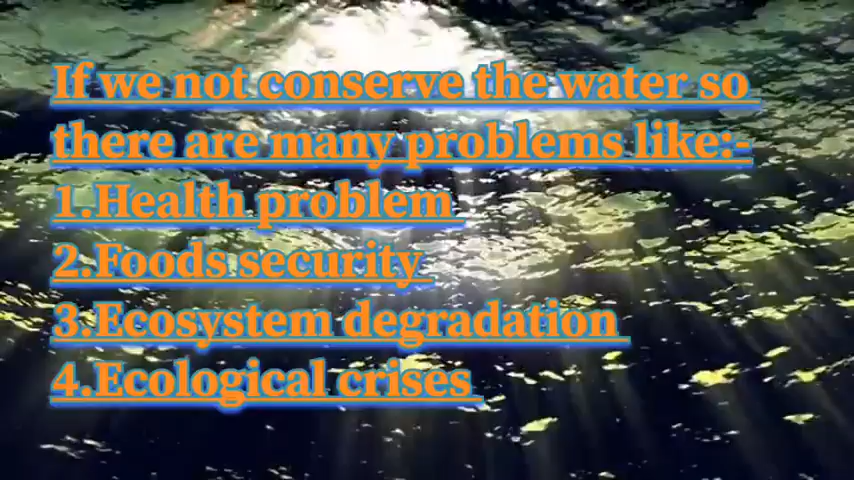 If we not conserve the water so
there are many problems like:-
1.Health problem
2.Foods security
3.Ecosystem degradation
4.Ecological crises